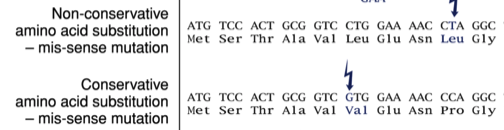 GAA
Non-conservative
amino acid substitution
– mis-sense mutation
ATG TCC ACT GCG GTC CTG GAA AAC CTA GGC
Met Ser Thr Ala Val Leu Glu Asn Leu Gly
Conservative
amino acid substitution
– mis-sense mutation
ATG TCC ACT GCG GTC GTG GAA AAC CCA GGC
Met Ser Thr Ala Val Val Glu Asn Pro Gly